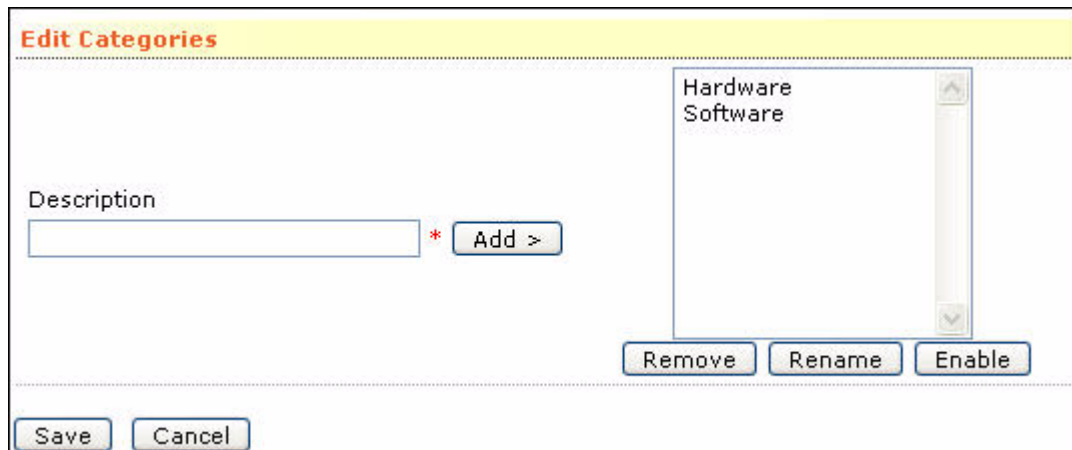 Edit Categories
Hardware
Software
Description
* Add >
Remove Rename Enable
Save Cancel